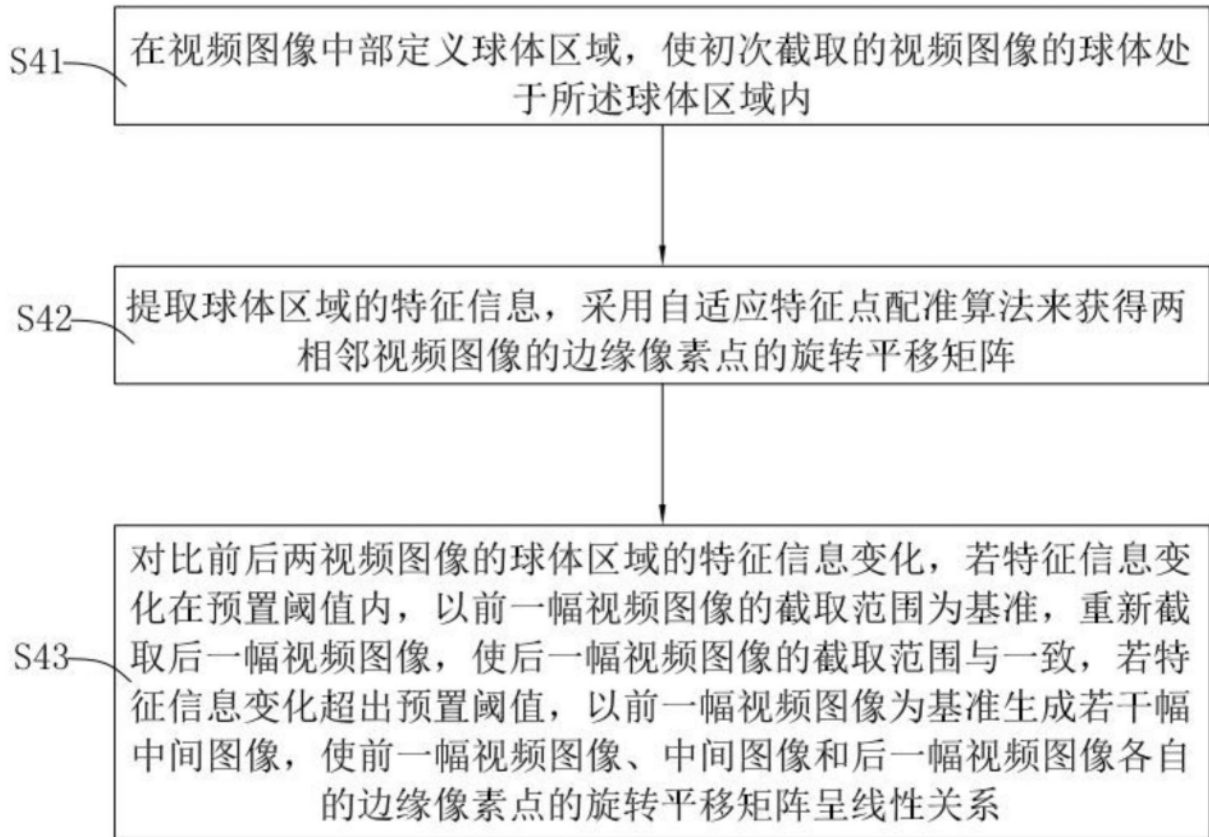 S41
在视频图像中部定义球体区域，使初次截取的视频图像的球体处
于所述球体区域内
S42
提取球体区域的特征信息，采用自适应特征点配准算法来获得两
相邻视频图像的边缘像素点的旋转平移矩阵
S43
对比前后两视频图像的球体区域的特征信息变化，若特征信息变
化在预置阈值内，以前一幅视频图像的截取范围为基准，重新截
取后一幅视频图像，使后一幅视频图像的截取范围与一致，若特
征信息变化超出预置阈值，以前一幅视频图像为基准生成若干幅
中间图像，使前一幅视频图像、中间图像和后一幅视频图像各自
的边缘像素点的旋转平移矩阵呈线性关系